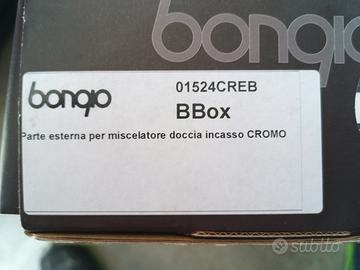 bongio
bongio
01524CREB
BBox
Parte esterna per miscelatore doccia incasso CROMO
subito